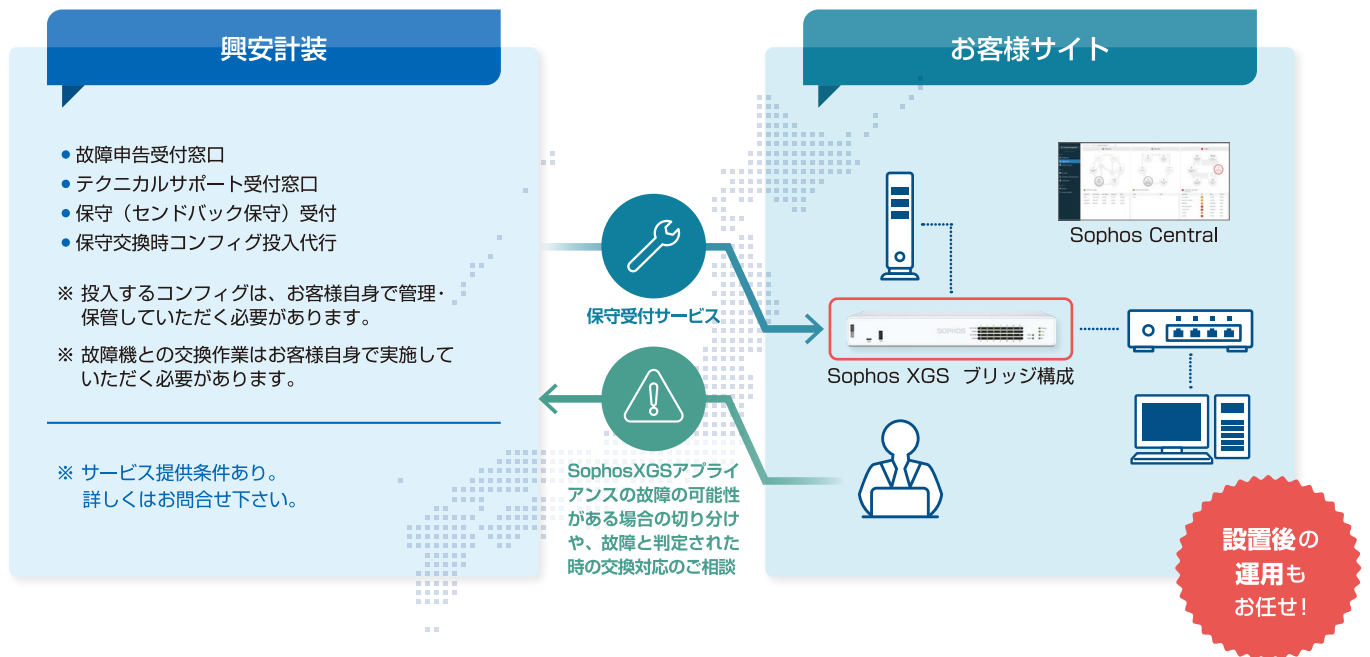 興安計装
● 故障申告受付窓口
● テクニカルサポート受付窓口
● 保守（センドバック保守）受付
● 保守交換時コンフィグ投入代行
※ 投入するコンフィグは、お客様自身で管理・
保管していただく必要があります。
※ 故障機との交換作業はお客様自身で実施して
いただく必要があります。
※ サービス提供条件あり。
詳しくはお問合せ下さい。
保守受付サービス
SophosXGSアプライ
アンスの故障の可能性
がある場合の切り分け
や、故障と判定された
時の交換対応のご相談
お客様サイト
Sophos Central
SOPHOS
Sophos XGS ブリッジ構成
設置後の
運用も
お任せ！